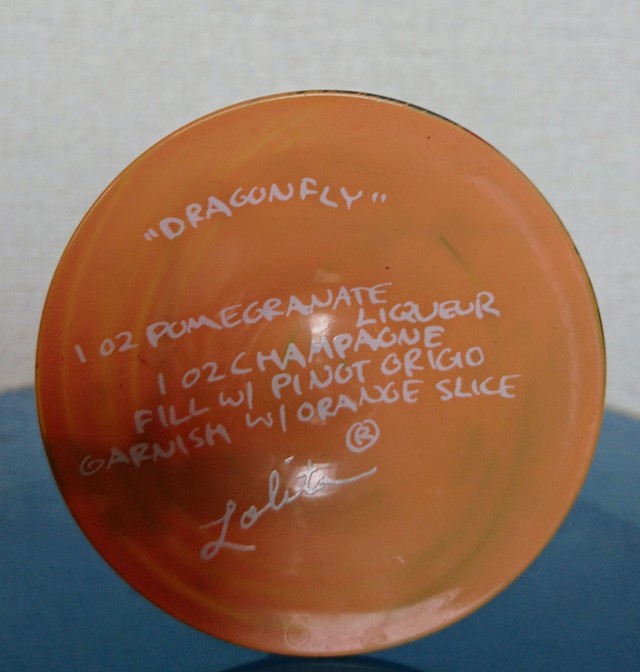 "DRAGONFLY"
1 OZ POMEGRANATE
LIQUEUR
1 OZ CHAMPAGNE
FILL W/ PINOT GRIGIO
GARNISH W/ ORANGE SLICE
®
Lolita